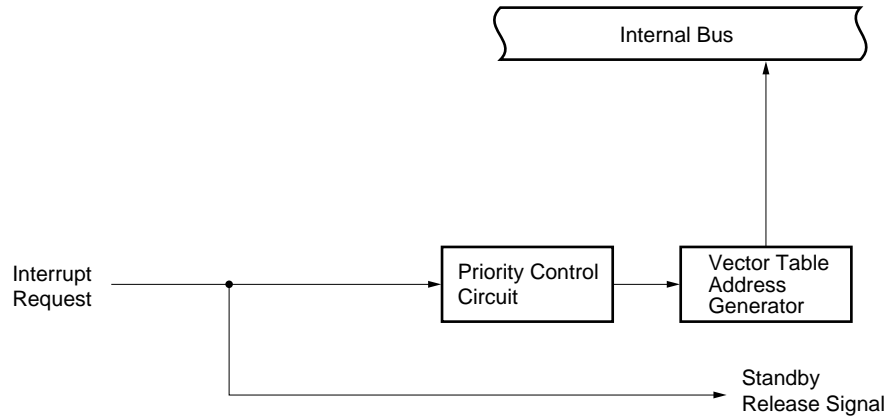 Internal Bus
Interrupt
Request
Priority Control
Circuit
Vector Table
Address
Generator
Standby
Release Signal